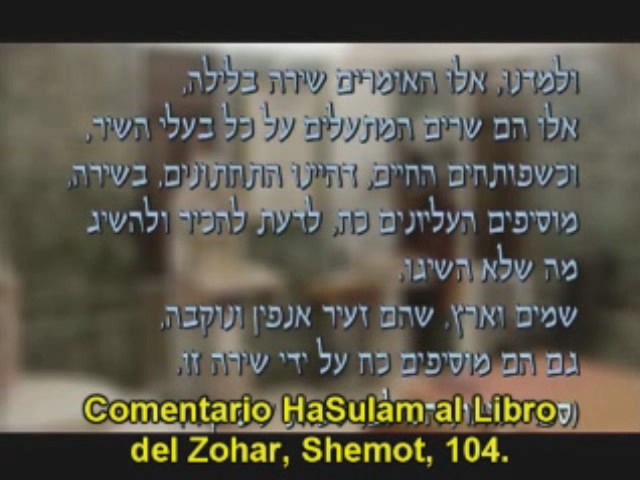 ולמדנו, אלו האומרים שירה בלילה,
אלו הם שרים המתעלים על כל בעלי השיר,
וכשפותחים החיים, דהיינו התחתונים, בשירה,
מוסיפים העליונים כח, לדעת להכיר ולהשיג
מה שלא השיגו.
שמים וארץ, שהם זעיר אנפין ונוקבה,
גם הם מוסיפים כח על ידי שירה זו.
Comentario HaSulam al Libro
del Zohar, Shemot, 104.